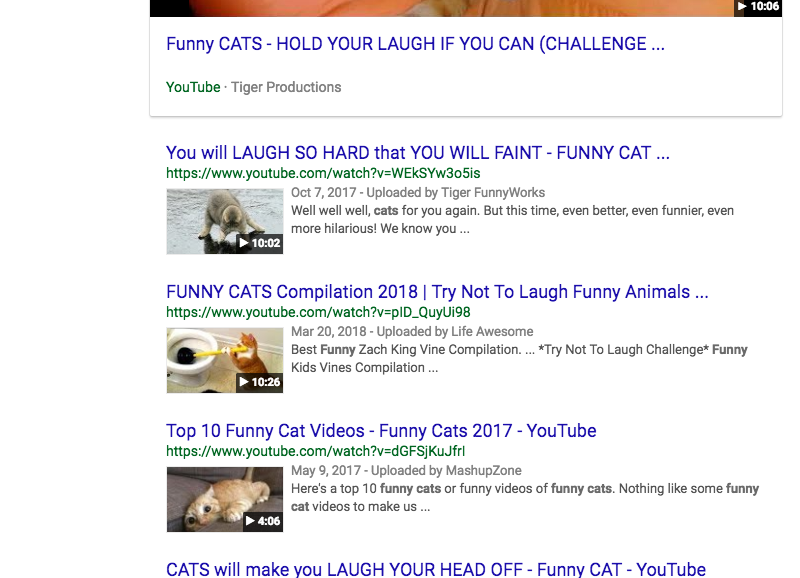 10:06
Funny CATS - HOLD YOUR LAUGH IF YOU CAN (CHALLENGE ...
YouTube · Tiger Productions
You will LAUGH SO HARD that YOU WILL FAINT - FUNNY CAT ...
https://www.youtube.com/watch?v=WEkSYw3o5is
Oct 7, 2017 - Uploaded by Tiger FunnyWorks
Well well well, cats for you again. But this time, even better, even funnier, even
more hilarious! We know you ...
10:02
FUNNY CATS Compilation 2018 | Try Not To Laugh Funny Animals ...
https://www.youtube.com/watch?v=pID_QuyUi98
Mar 20, 2018 - Uploaded by Life Awesome
Best Funny Zach King Vine Compilation. ... *Try Not To Laugh Challenge* Funny
Kids Vines Compilation ...
10:26
Top 10 Funny Cat Videos - Funny Cats 2017 - YouTube
https://www.youtube.com/watch?v=dGFSjKuJfrI
May 9, 2017 - Uploaded by MashupZone
Here's a top 10 funny cats or funny videos of funny cats. Nothing like some funny
cat videos to make us ...
4:06
CATS will make you LAUGH YOUR HEAD OFF - Funny CAT - YouTube